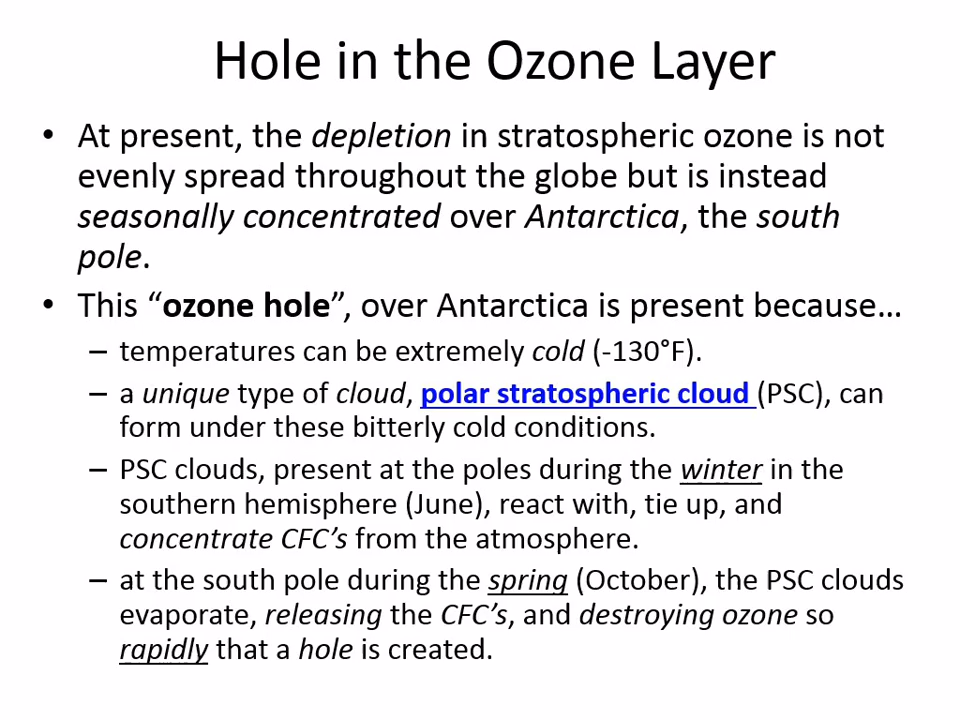 Hole in the Ozone Layer
• At present, the depletion in stratospheric ozone is not
evenly spread throughout the globe but is instead
seasonally concentrated over Antarctica, the south
pole.
• This “ozone hole”, over Antarctica is present because…
– temperatures can be extremely cold (-130°F).
– a unique type of cloud, polar stratospheric cloud (PSC), can
form under these bitterly cold conditions.
– PSC clouds, present at the poles during the winter in the
southern hemisphere (June), react with, tie up, and
concentrate CFC’s from the atmosphere.
– at the south pole during the spring (October), the PSC clouds
evaporate, releasing the CFC’s, and destroying ozone so
rapidly that a hole is created.